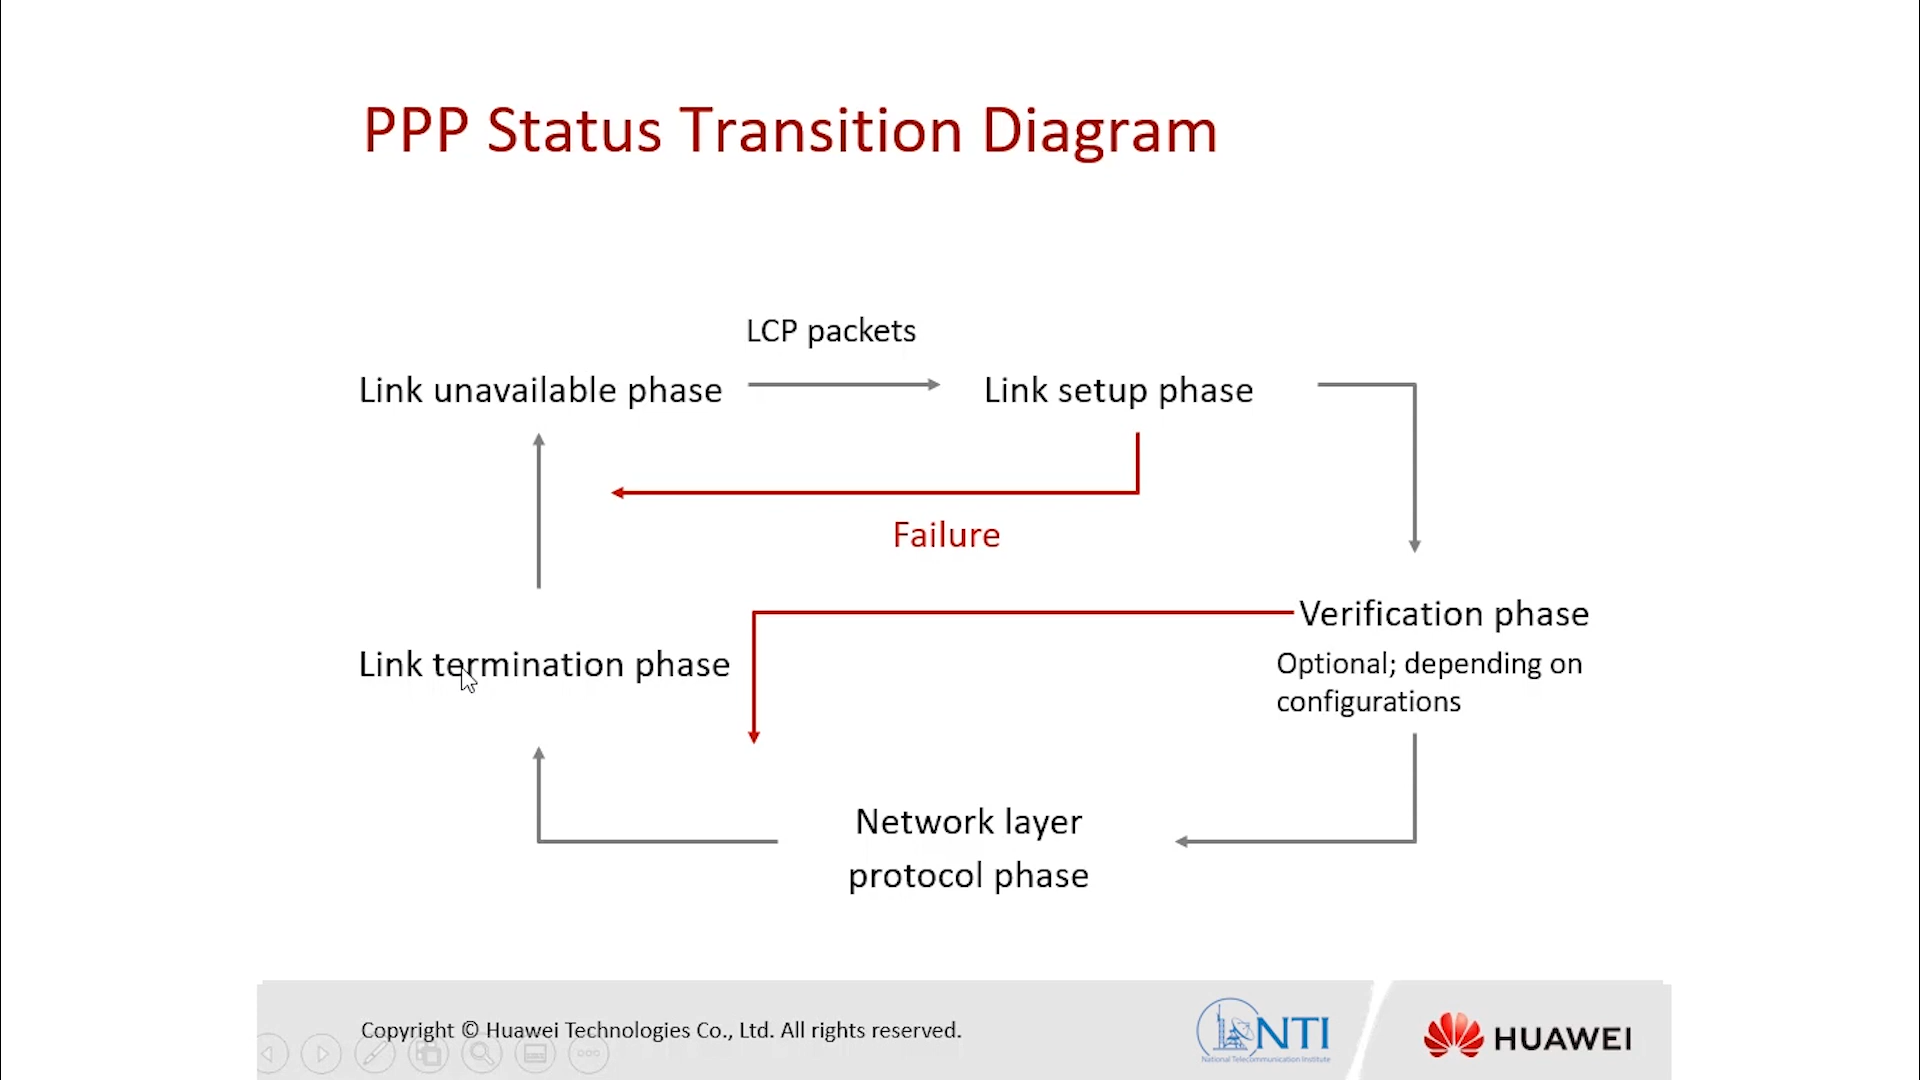 PPP Status Transition Diagram
LCP packets
Link unavailable phase
Link setup phase
Failure
Verification phase
Optional; depending on
configurations
Link termination phase
Network layer
protocol phase
Copyright © Huawei Technologies Co., Ltd. All rights reserved.
NTI
National Telecommunication Institute
HUAWEI